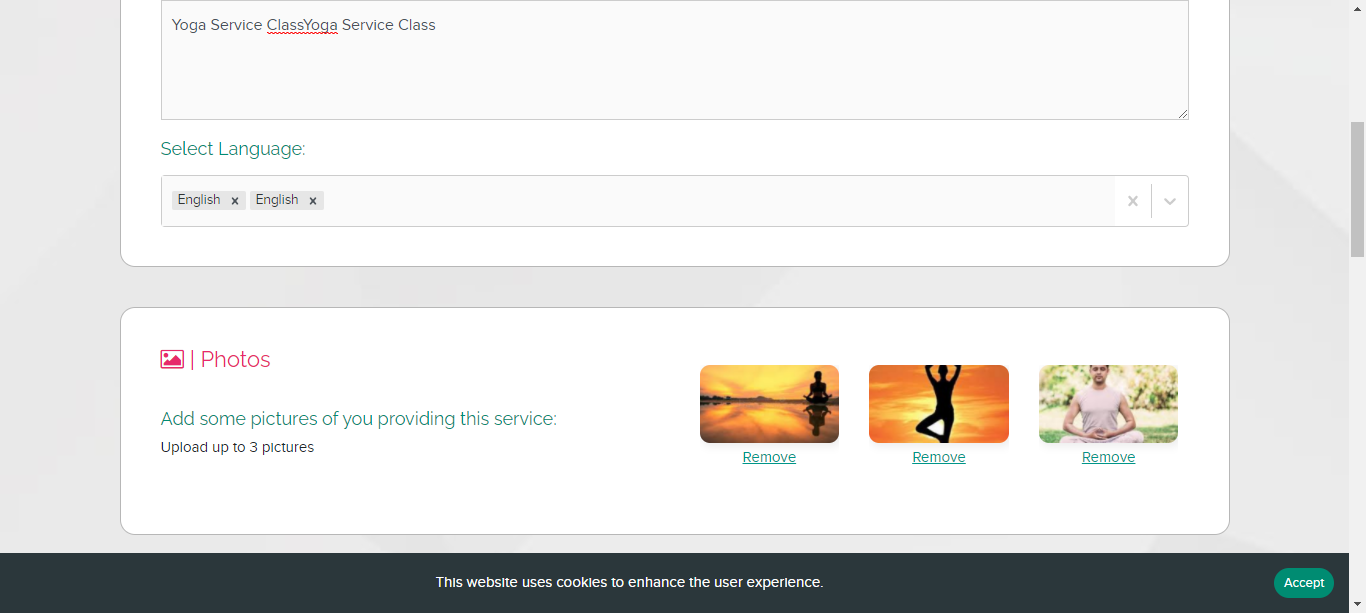 Yoga Service ClassYoga Service Class
Select Language:
English × English ×
| Photos
Add some pictures of you providing this service:
Upload up to 3 pictures
Remove Remove Remove
This website uses cookies to enhance the user experience. Accept